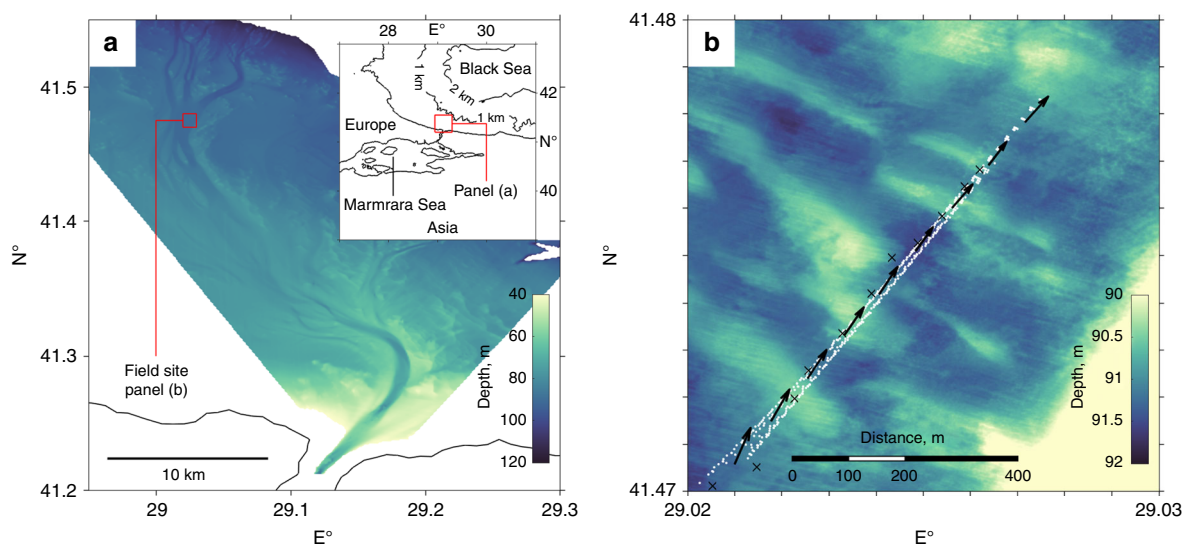 a
E°
28
30
1 km
Black Sea
2 km
42
1 km
Europe
N°
40
Panel (a)
Marmrara Sea
Asia
41.5
41.4
41.3
41.2
N°
Field site
panel (b)
10 km
40
60
80
100
120
Depth, m
29
29.1
29.2
29.3
E°
b
41.48
41.47
N°
90
90.5
91
91.5
92
Depth, m
Distance, m
0
100
200
400
29.02
29.03
E°